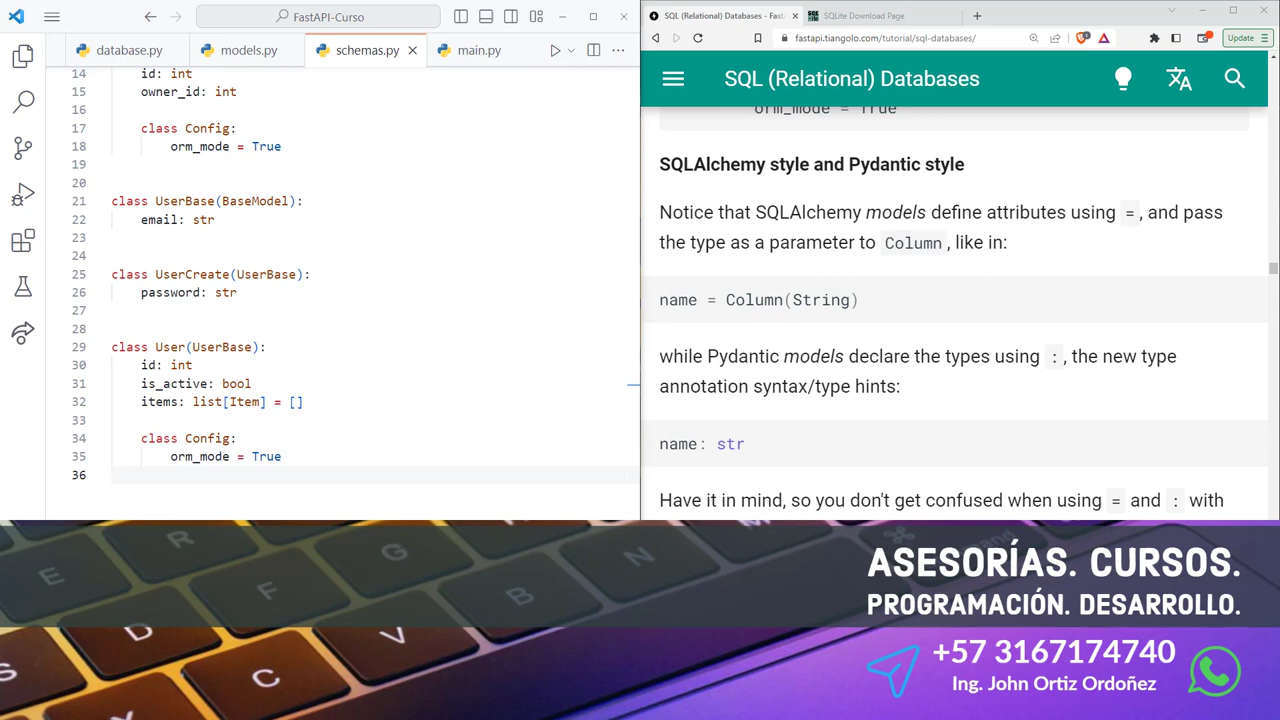 FastAPI-Curso
database.py
models.py
schemas.py
main.py
14 id: int
15 owner_id: int
16
17 class Config:
18 orm_mode = True
19
20
21 class UserBase(BaseModel):
22 email: str
23
24
25 class UserCreate(UserBase):
26 password: str
27
28
29 class User(UserBase):
30 id: int
31 is_active: bool
32 items: list[Item] = []
33
34 class Config:
35 orm_mode = True
36
SQL (Relational) Databases - Fast
SQLite Download Page
fastapi.tiangolo.com/tutorial/sql-databases/
Update
SQL (Relational) Databases
orm_mode = True
SQLAlchemy style and Pydantic style
Notice that SQLAlchemy models define attributes using =, and pass
the type as a parameter to Column, like in:
name = Column(String)
while Pydantic models declare the types using :, the new type
annotation syntax/type hints:
name: str
Have it in mind, so you don't get confused when using = and : with
ASESORÍAS. CURSOS.
PROGRAMACIÓN. DESARROLLO.
+57 3167174740
Ing. John Ortiz Ordoñez